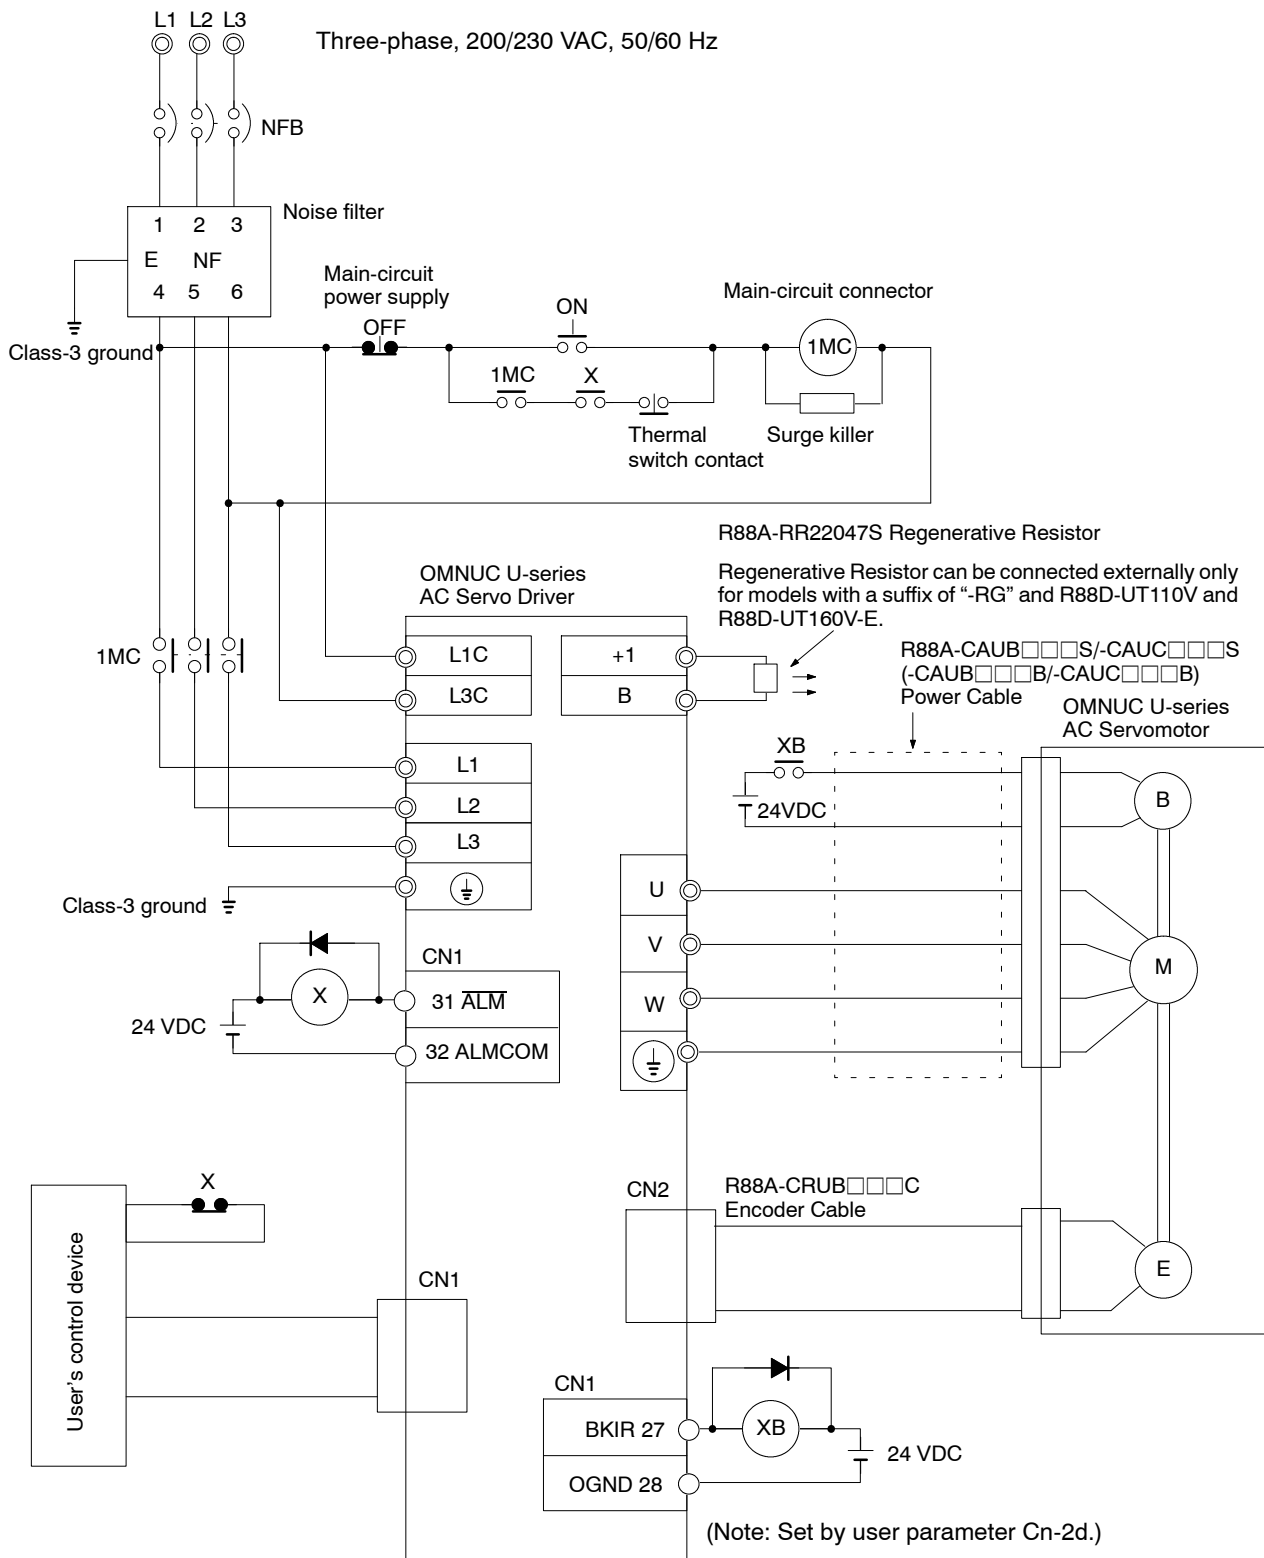 L1 L2 L3
Three-phase, 200/230 VAC, 50/60 Hz
NFB
Noise filter
1 2 3
E NF
4 5 6
Class-3 ground
Main-circuit
power supply
OFF
ON
Main-circuit connector
1MC
1MC X
Thermal
switch contact
Surge killer
R88A-RR22047S Regenerative Resistor
Regenerative Resistor can be connected externally only
for models with a suffix of “-RG” and R88D-UT110V and
R88D-UT160V-E.
OMNUC U-series
AC Servo Driver
1MC
L1C
L3C
+1
B
R88A-CAUB□□□S/-CAUC□□□S
(-CAUB□□□B/-CAUC□□□B)
Power Cable
OMNUC U-series
AC Servomotor
L1
L2
L3
XB
24VDC
B
Class-3 ground
U
V
W
M
CN1
X
24 VDC
31 A̅L̅M̅
32 ALMCOM
X
User’s control device
CN1
CN2
R88A-CRUB□□□C
Encoder Cable
E
CN1
BKIR 27
OGND 28
XB
24 VDC
(Note: Set by user parameter Cn-2d.)